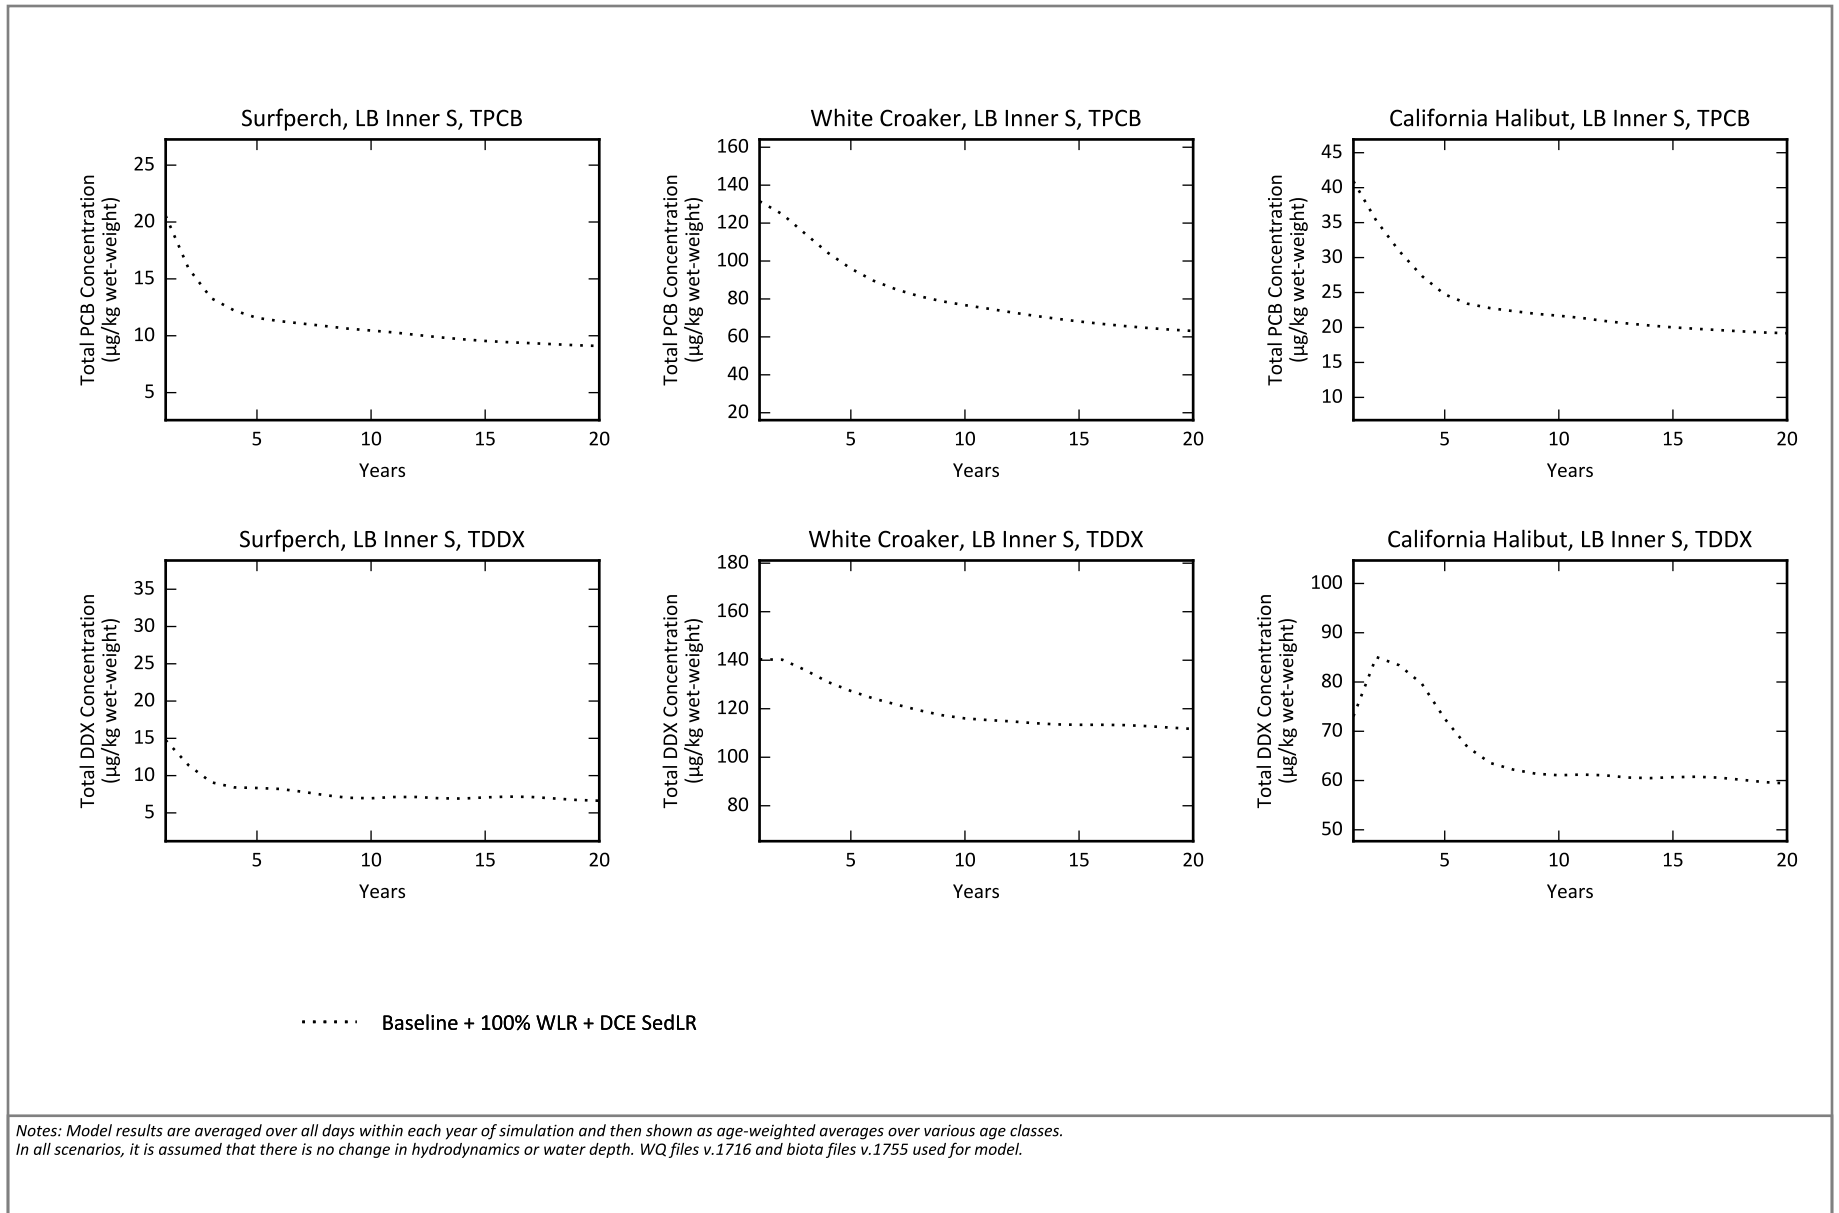 Surfperch, LB Inner S, TPCB
Total PCB Concentration
(µg/kg wet-weight)
25
20
15
10
5
5 10 15 20
Years
White Croaker, LB Inner S, TPCB
Total PCB Concentration
(µg/kg wet-weight)
160
140
120
100
80
60
40
20
5 10 15 20
Years
California Halibut, LB Inner S, TPCB
Total PCB Concentration
(µg/kg wet-weight)
45
40
35
30
25
20
15
10
5 10 15 20
Years
Surfperch, LB Inner S, TDDX
Total DDX Concentration
(µg/kg wet-weight)
35
30
25
20
15
10
5
5 10 15 20
Years
White Croaker, LB Inner S, TDDX
Total DDX Concentration
(µg/kg wet-weight)
180
160
140
120
100
80
5 10 15 20
Years
California Halibut, LB Inner S, TDDX
Total DDX Concentration
(µg/kg wet-weight)
100
90
80
70
60
50
5 10 15 20
Years
Baseline + 100% WLR + DCE SedLR
Notes: Model results are averaged over all days within each year of simulation and then shown as age-weighted averages over various age classes.
In all scenarios, it is assumed that there is no change in hydrodynamics or water depth. WQ files v.1716 and biota files v.1755 used for model.